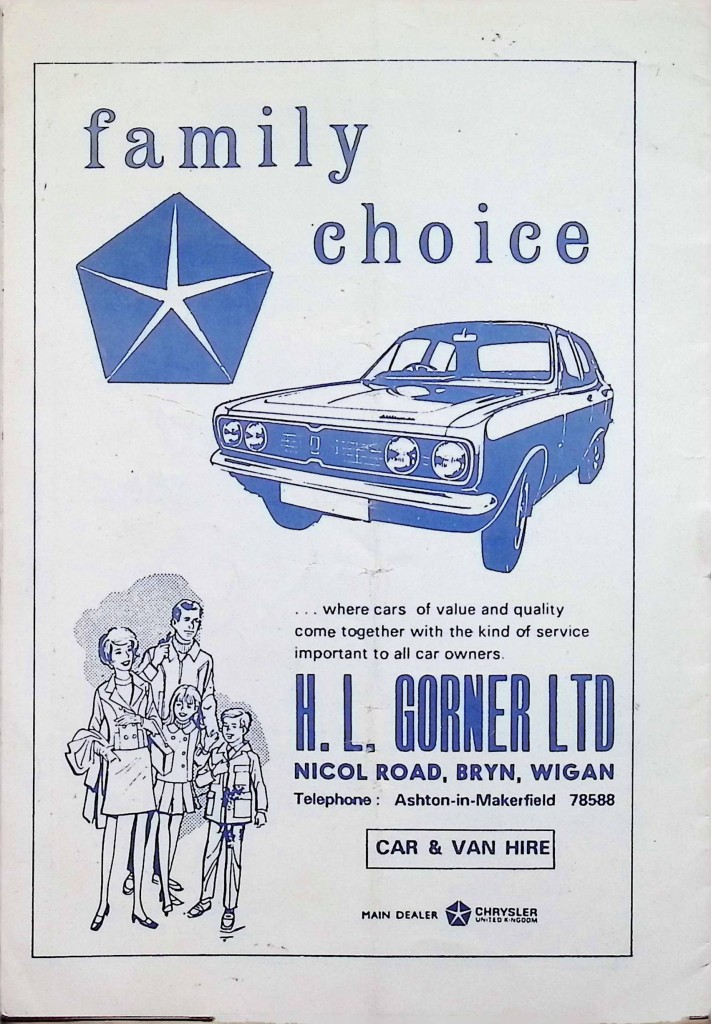 family
choice
... where cars of value and quality
come together with the kind of service
important to all car owners.
H. L. GORNER LTD
NICOL ROAD, BRYN, WIGAN
Telephone : Ashton-in-Makerfield 78588
CAR & VAN HIRE
MAIN DEALER CHRYSLER
UNITED KINGDOM